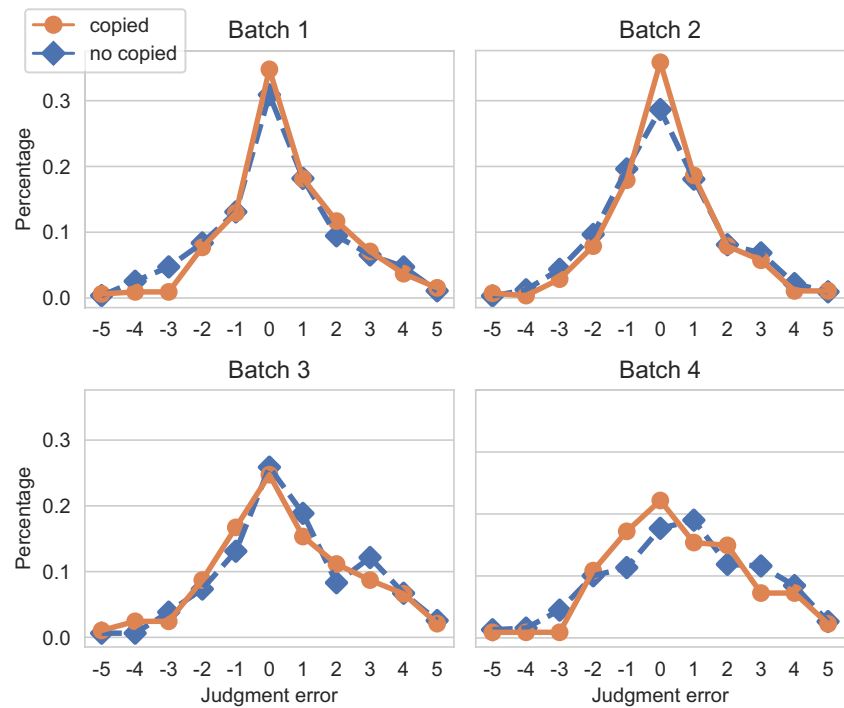 copied
no copied
Batch 1
Batch 2
Percentage
0.3
0.2
0.1
0.0
-5 -4 -3 -2 -1 0 1 2 3 4 5
-5 -4 -3 -2 -1 0 1 2 3 4 5
Batch 3
Batch 4
Percentage
0.3
0.2
0.1
0.0
-5 -4 -3 -2 -1 0 1 2 3 4 5
-5 -4 -3 -2 -1 0 1 2 3 4 5
Judgment error
Judgment error